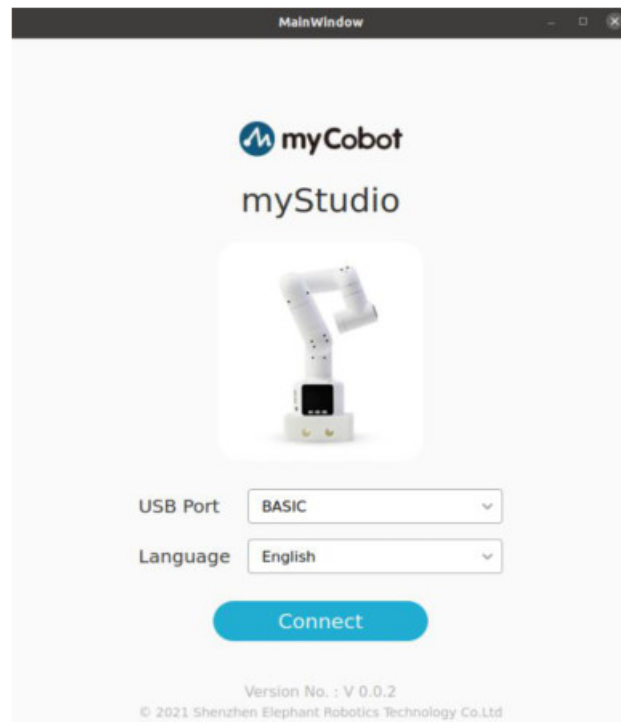 MainWindow
myCobot
myStudio
USB Port BASIC
Language English
Connect
Version No. : V 0.0.2
© 2021 Shenzhen Elephant Robotics Technology Co.Ltd